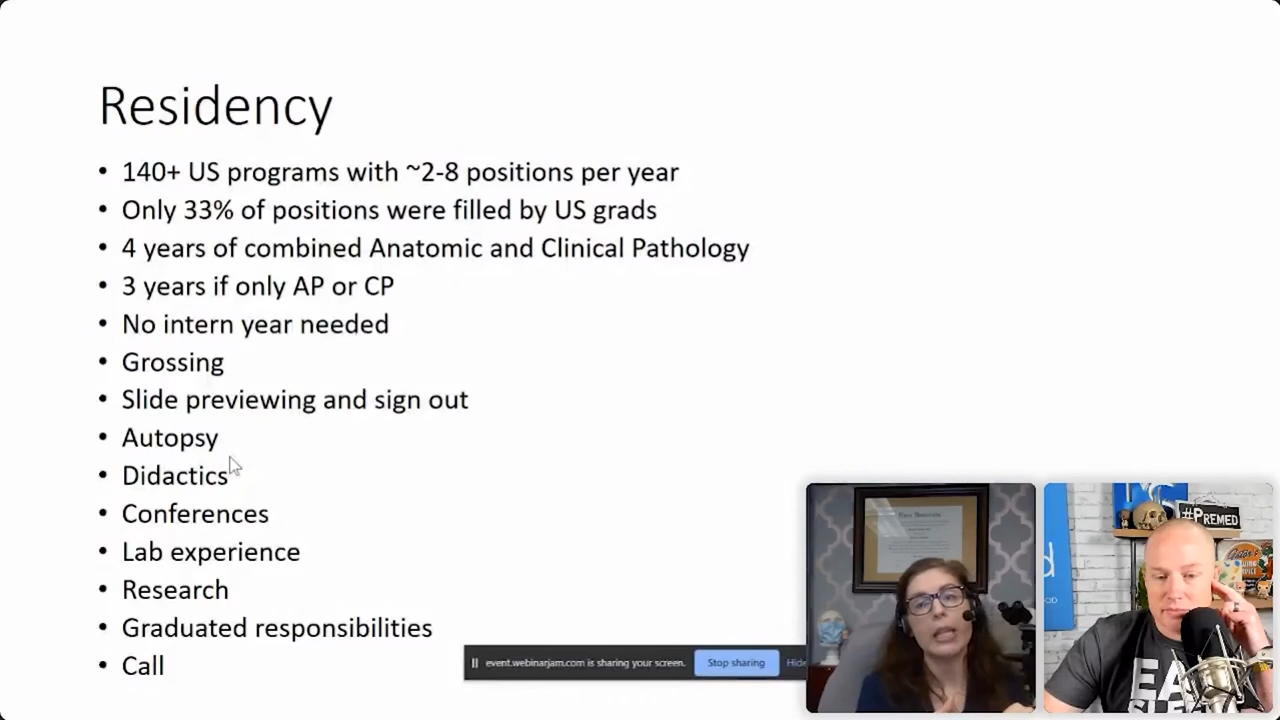 Residency
• 140+ US programs with ~2-8 positions per year
• Only 33% of positions were filled by US grads
• 4 years of combined Anatomic and Clinical Pathology
• 3 years if only AP or CP
• No intern year needed
• Grossing
• Slide previewing and sign out
• Autopsy
• Didactics
• Conferences
• Lab experience
• Research
• Graduated responsibilities
• Call
event.webinarjam.com is sharing your screen.
Stop sharing
Hide
#PREMED